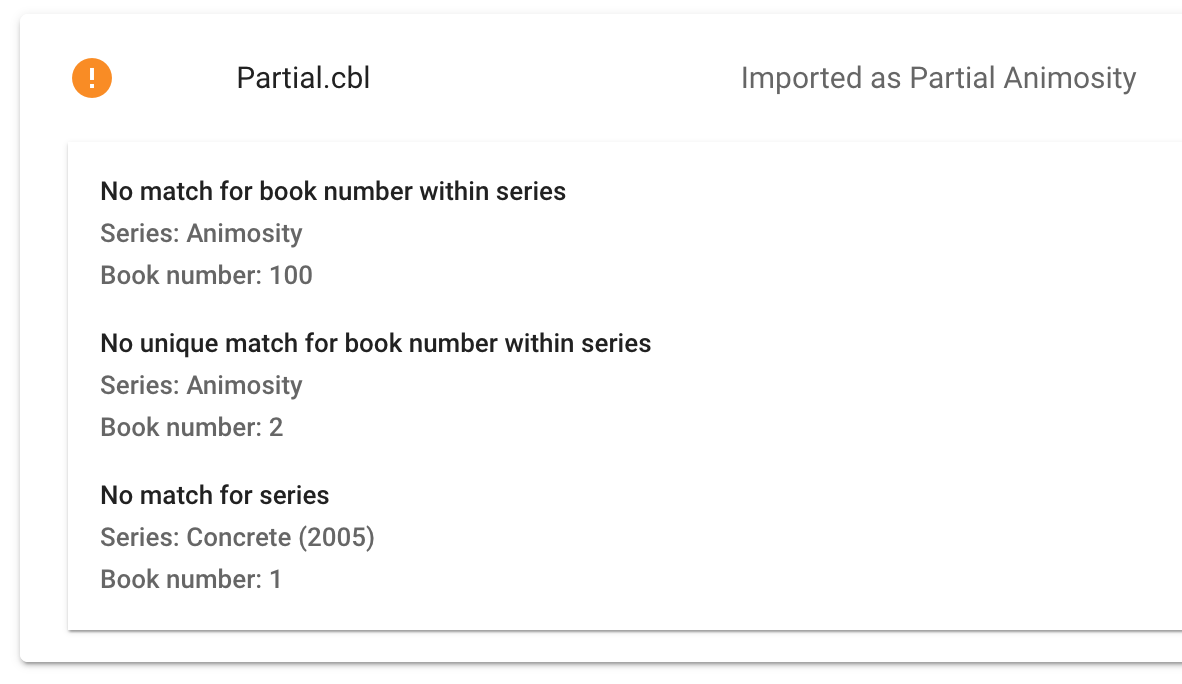 Partial.cbl
Imported as Partial Animosity
No match for book number within series
Series: Animosity
Book number: 100
No unique match for book number within series
Series: Animosity
Book number: 2
No match for series
Series: Concrete (2005)
Book number: 1